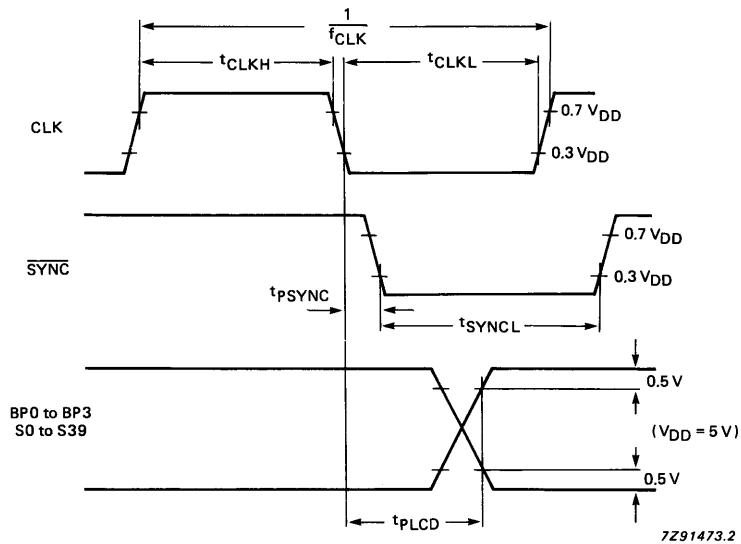 1
fCLK
tCLKH
tCLKL
CLK
0.7 VDD
0.3 VDD
SYNC
0.7 VDD
0.3 VDD
tPSYNC
tSYNCL
BP0 to BP3
S0 to S39
0.5 V
(VDD = 5 V)
0.5 V
tPLCD
7Z91473.2